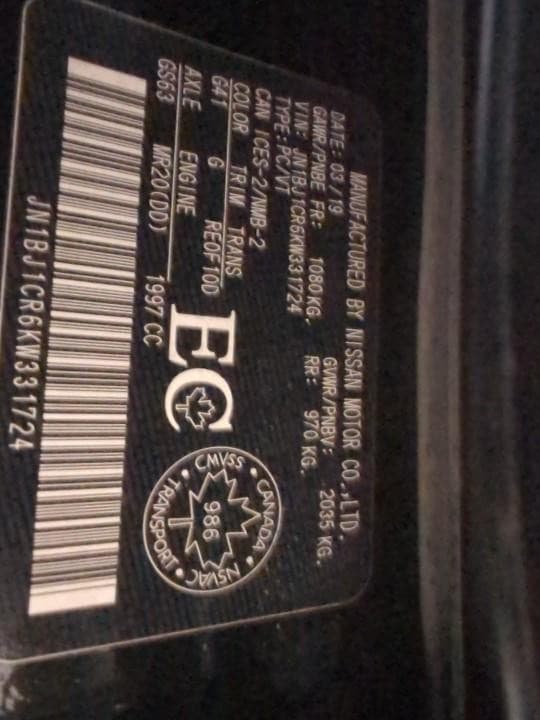 MANUFACTURED BY NISSAN MOTOR CO.,LTD.
DATE: 03/19 GVWR/PNBV: 2035 KG.
GAWR/PNBE FR: 1080 KG. RR: 970 KG.
VIN: JN1BJ1CR6KW331724
TYPE: PC/VT
CAN ICES-2/NMB-2
COLOR TRIM TRANS
G41 G RE0F10D
AXLE ENGINE
GS63 MR20(DD) 1997 CC
EC
CMVSS • CANADA • NSVAC • TRANSPORT •
986
JN1BJ1CR6KW331724